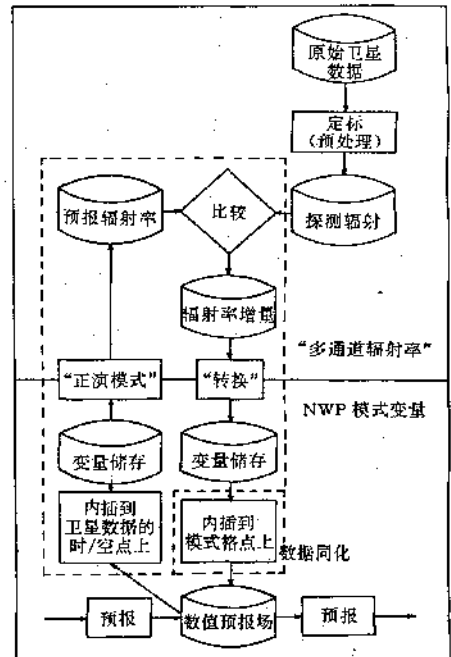 原始卫星
数据
定标
(预处理)
预报辐射率
比较
探测辐射
辐射率增量
“多通道辐射率”
“正演模式”
“转换”
NWP 模式变量
变量储存
变量储存
内插到
卫星数据的
时/空点上
内插到
模式格点上
数据同化
预报
数值预报场
预报